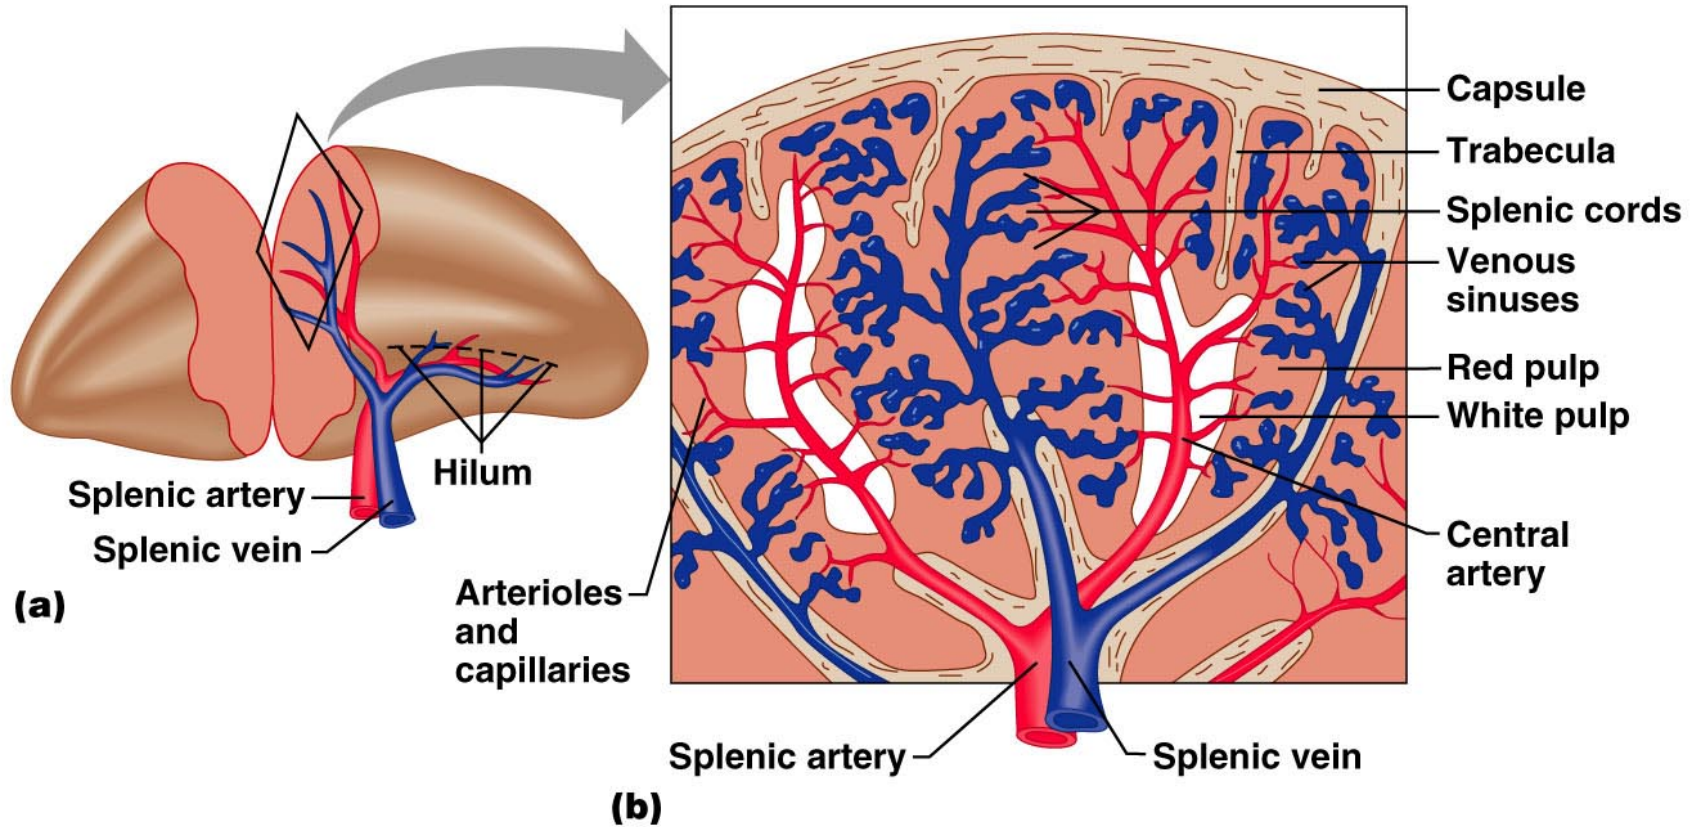 Hilum
Splenic artery
Splenic vein
(a)
Capsule
Trabecula
Splenic cords
Venous
sinuses
Red pulp
White pulp
Central
artery
Arterioles
and
capillaries
Splenic artery
Splenic vein
(b)